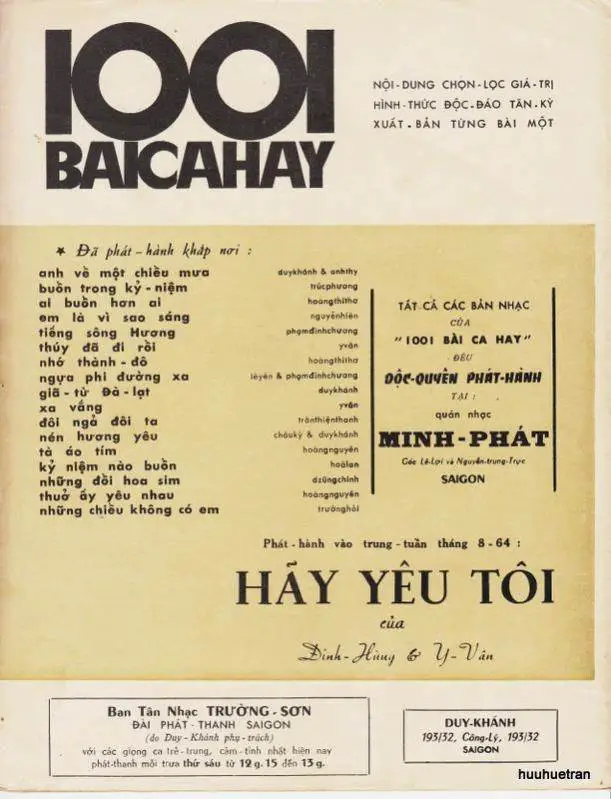 1001
BAICAHAY
NỘI-DUNG CHỌN-LỌC GIÁ-TRỊ
HÌNH-THỨC ĐỘC-ĐÁO TÂN-KỲ
XUẤT-BẢN TỪNG BÀI MỘT
★ Đã phát-hành khắp nơi :
anh về một chiều mưa duykhánh & anhthy
buồn trong kỷ-niệm trúcphương
ai buồn hơn ai hoàngthithơ
em là vì sao sáng nguyễnhiền
tiếng sông Hương phạmđìnhchương
thúy đã đi rồi yvân
nhớ thành-đô hoàngthithơ
ngựa phi đường xa lêyên & phạmđìnhchương
giã-từ Đà-lạt duykhánh
xa vắng yvân
đôi ngả đôi ta trầnthiệnthanh
nén hương yêu châukỳ & duykhánh
tà áo tím hoàngnguyên
kỷ niệm nào buồn hoàilan
những đồi hoa sim dzũngchinh
thuở ấy yêu nhau hoàngnguyên
những chiều không có em trườnghải
TẤT CẢ CÁC BẢN NHẠC
CỦA
"1001 BÀI CA HAY"
ĐỀU
ĐỘC-QUYỀN PHÁT-HÀNH
TẠI :
quán nhạc
MINH-PHÁT
Góc Lê-Lợi và Nguyễn-trung-Trực
SAIGON
Phát-hành vào trung-tuần tháng 8-64 :
HÃY YÊU TÔI
của
Đinh-Hùng & Y-Vân
Ban Tân Nhạc TRƯỜNG-SƠN
ĐÀI PHÁT-THANH SAIGON
(do Duy-Khánh phụ-trách)
với các giọng ca trẻ-trung, cảm-tình nhất hiện nay
phát-thanh mỗi trưa thứ sáu từ 12 g. 15 đến 13 g.
DUY-KHÁNH
193/32, Công-Lý, 193/32
SAIGON
huuhuetran